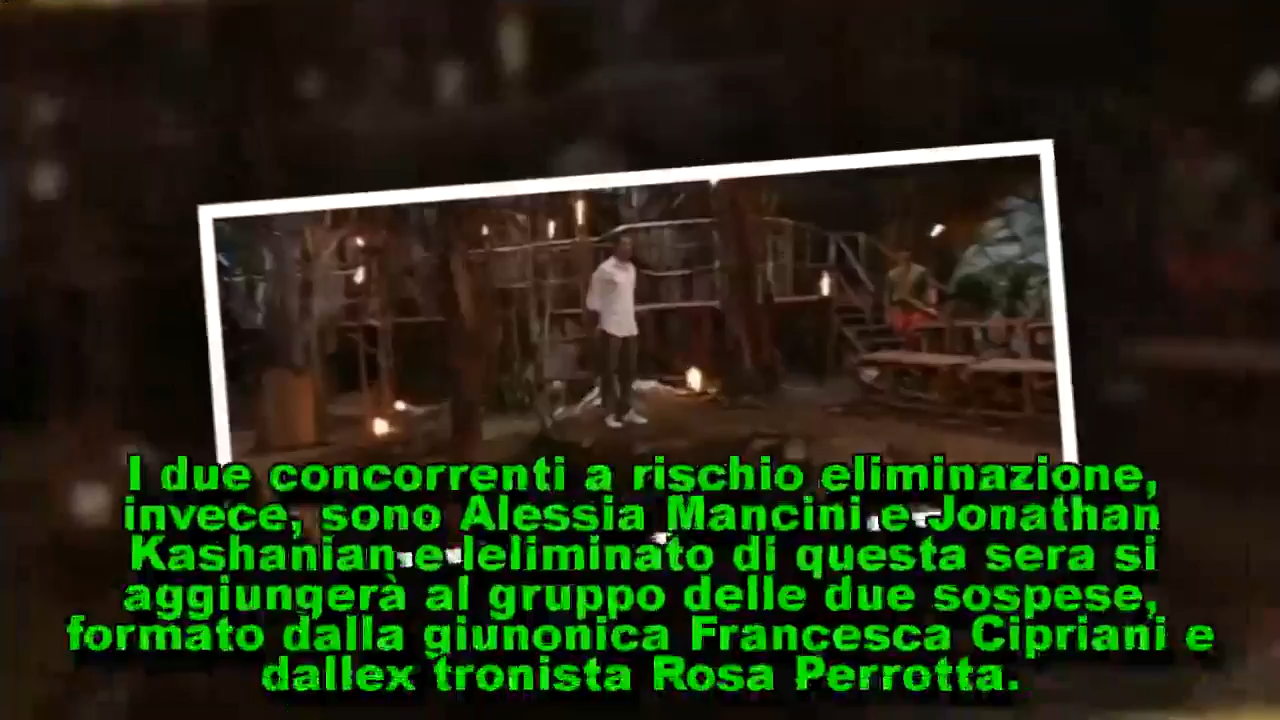 I due concorrenti a rischio eliminazione,
invece, sono Alessia Mancini e Jonathan
Kashanian e leliminato di questa sera si
aggiungerà al gruppo delle due sospese,
formato dalla giunonica Francesca Cipriani e
dallex tronista Rosa Perrotta.